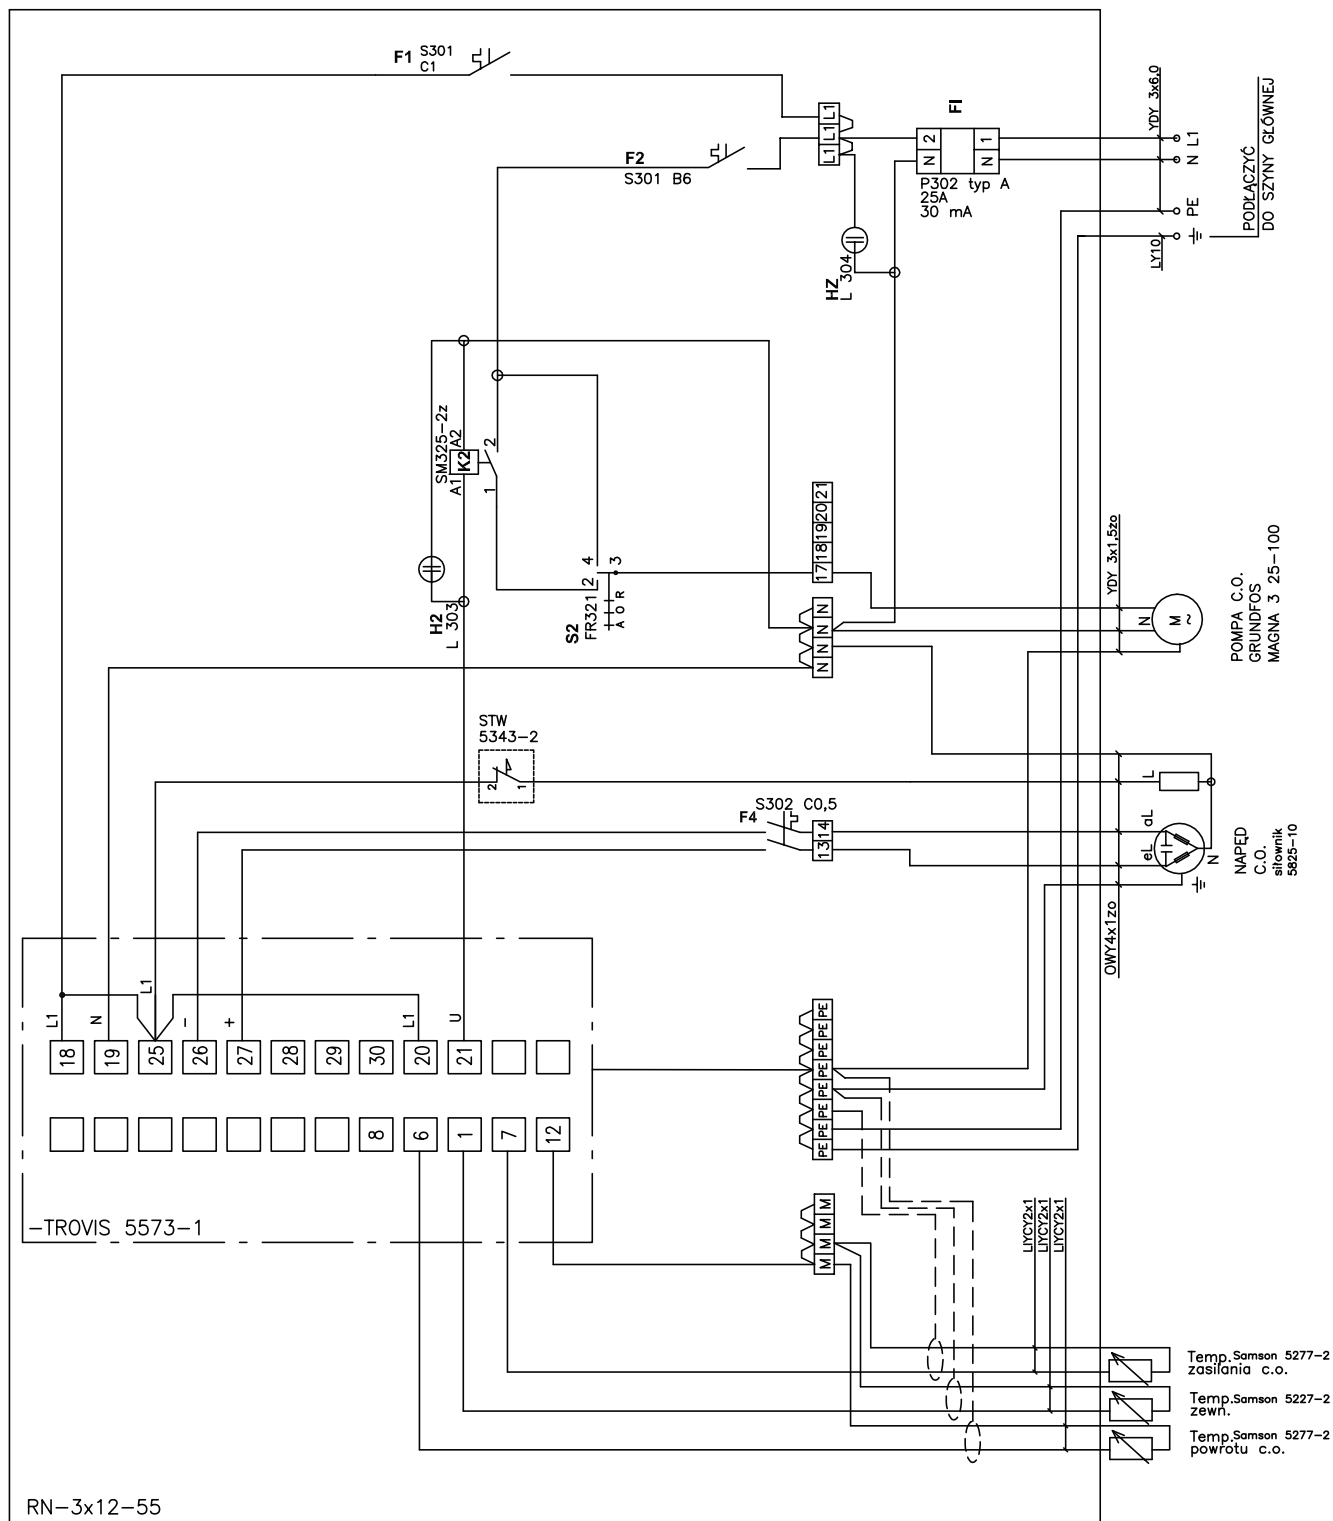 F1 S301
C1
F2
S301 B6
L1 L1 L1
FI
2 1
N N
P302 typ A
25A
30 mA
YDY 3x6,0
L1
N
PE
LY10
PODŁĄCZYĆ
DO SZYNY GŁÓWNEJ
HZ
L 304
SM325-2z
A1 K2 A2
1 2
H2
L 303
S2
FR321
2 4
3
A O R
17 18 19 20 21
N N N N
YDY 3x1,5żo
N
M ~
POMPA C.O.
GRUNDFOS
MAGNA 3 25-100
STW
5343-2
2 1
F4
S302 C0,5
13 14
L
aL
eL
N
NAPĘD
C.O.
siłownik
5825-10
OWY4x1żo
L1
N
L1
-
+
L1
U
18 19 25 26 27 28 29 30 20 21
8 6 1 7 12
-TROVIS 5573-1
PE PE PE PE PE PE PE PE
M M M M
LIYCY2x1
LIYCY2x1
LIYCY2x1
Temp. Samson 5277-2
zasilania c.o.
Temp. Samson 5227-2
zewn.
Temp. Samson 5277-2
powrotu c.o.
RN-3x12-55